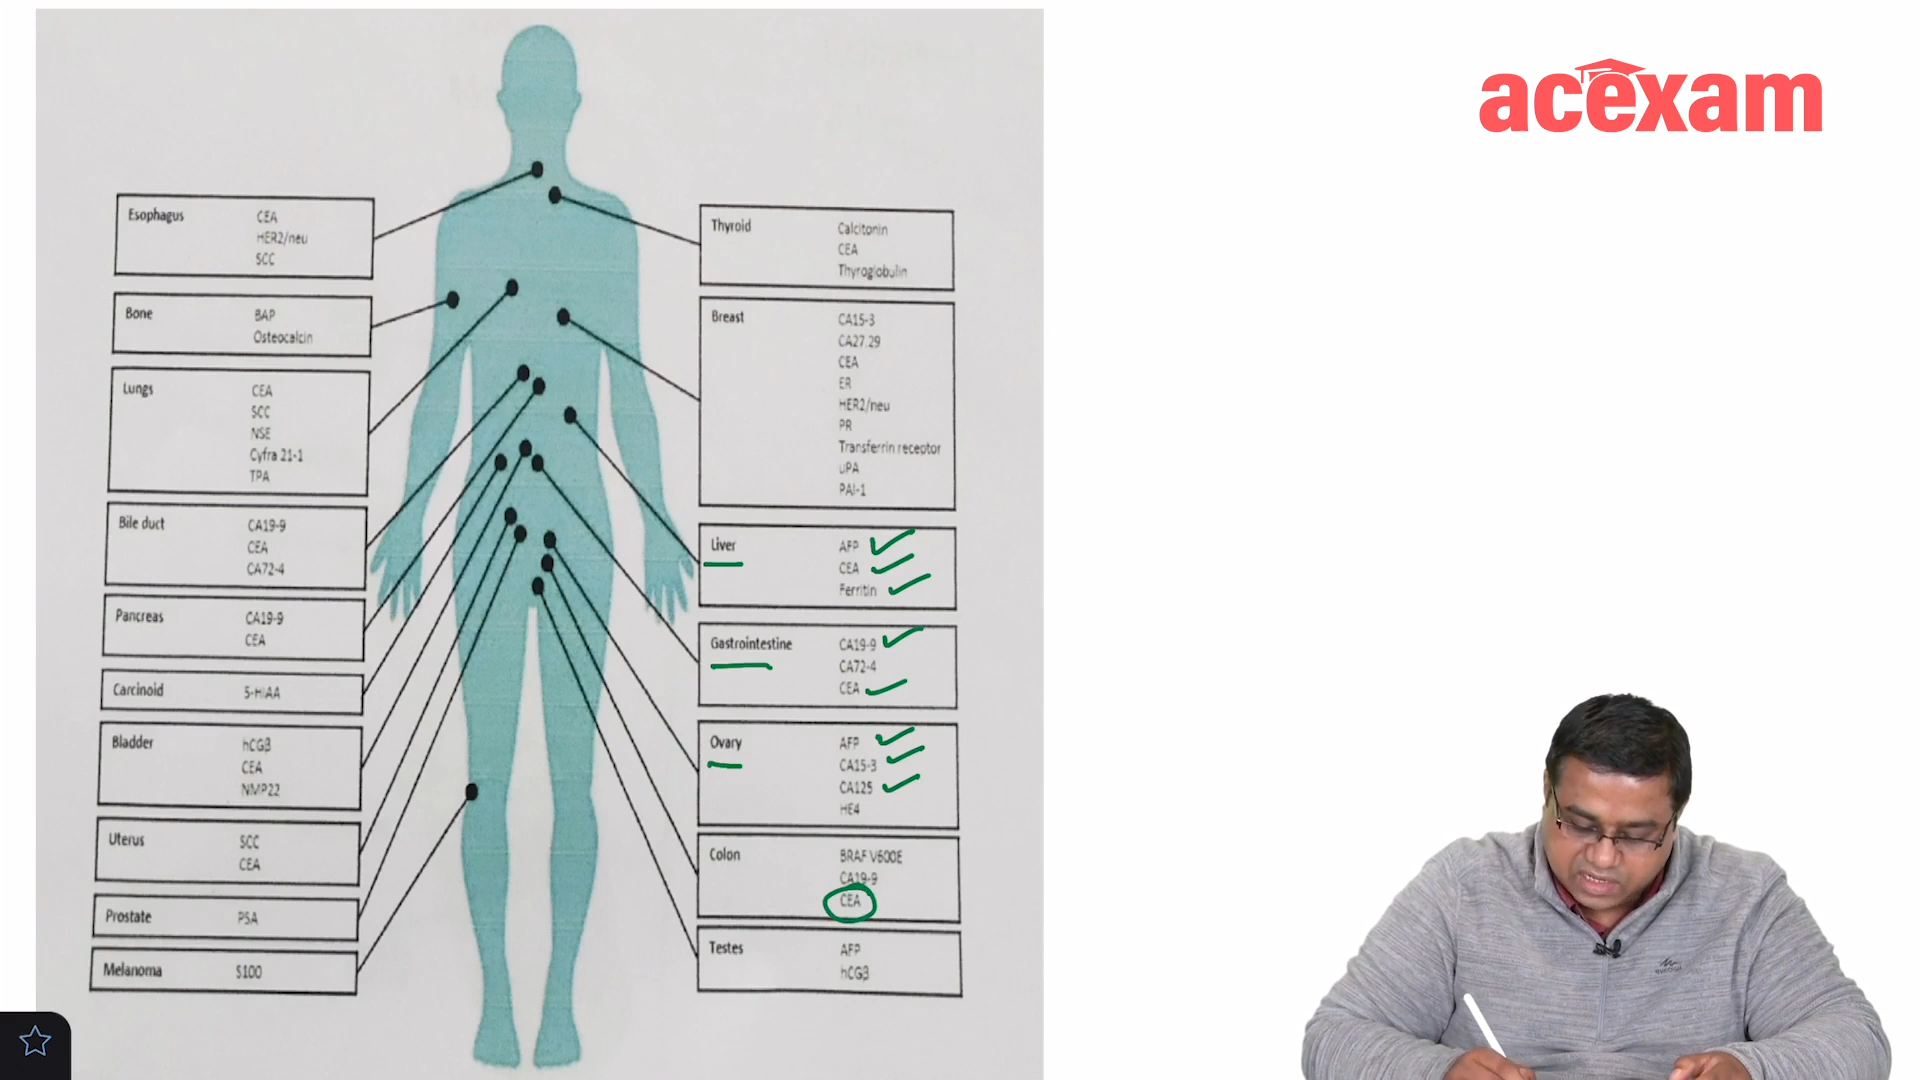 acexam
Esophagus CEA
HER2/neu
SCC
Bone BAP
Osteocalcin
Lungs CEA
SCC
NSE
Cyfra 21-1
TPA
Bile duct CA19-9
CEA
CA72-4
Pancreas CA19-9
CEA
Carcinoid 5-HIAA
Bladder hCGβ
CEA
NMP22
Uterus SCC
CEA
Prostate PSA
Melanoma S100
Thyroid Calcitonin
CEA
Thyroglobulin
Breast CA15-3
CA27.29
CEA
ER
HER2/neu
PR
Transferrin receptor
uPA
PAI-1
Liver AFP
CEA
Ferritin
Gastrointestine CA19-9
CA72-4
CEA
Ovary AFP
CA15-3
CA125
HE4
Colon BRAF V600E
CA19-9
CEA
Testes AFP
hCGβ